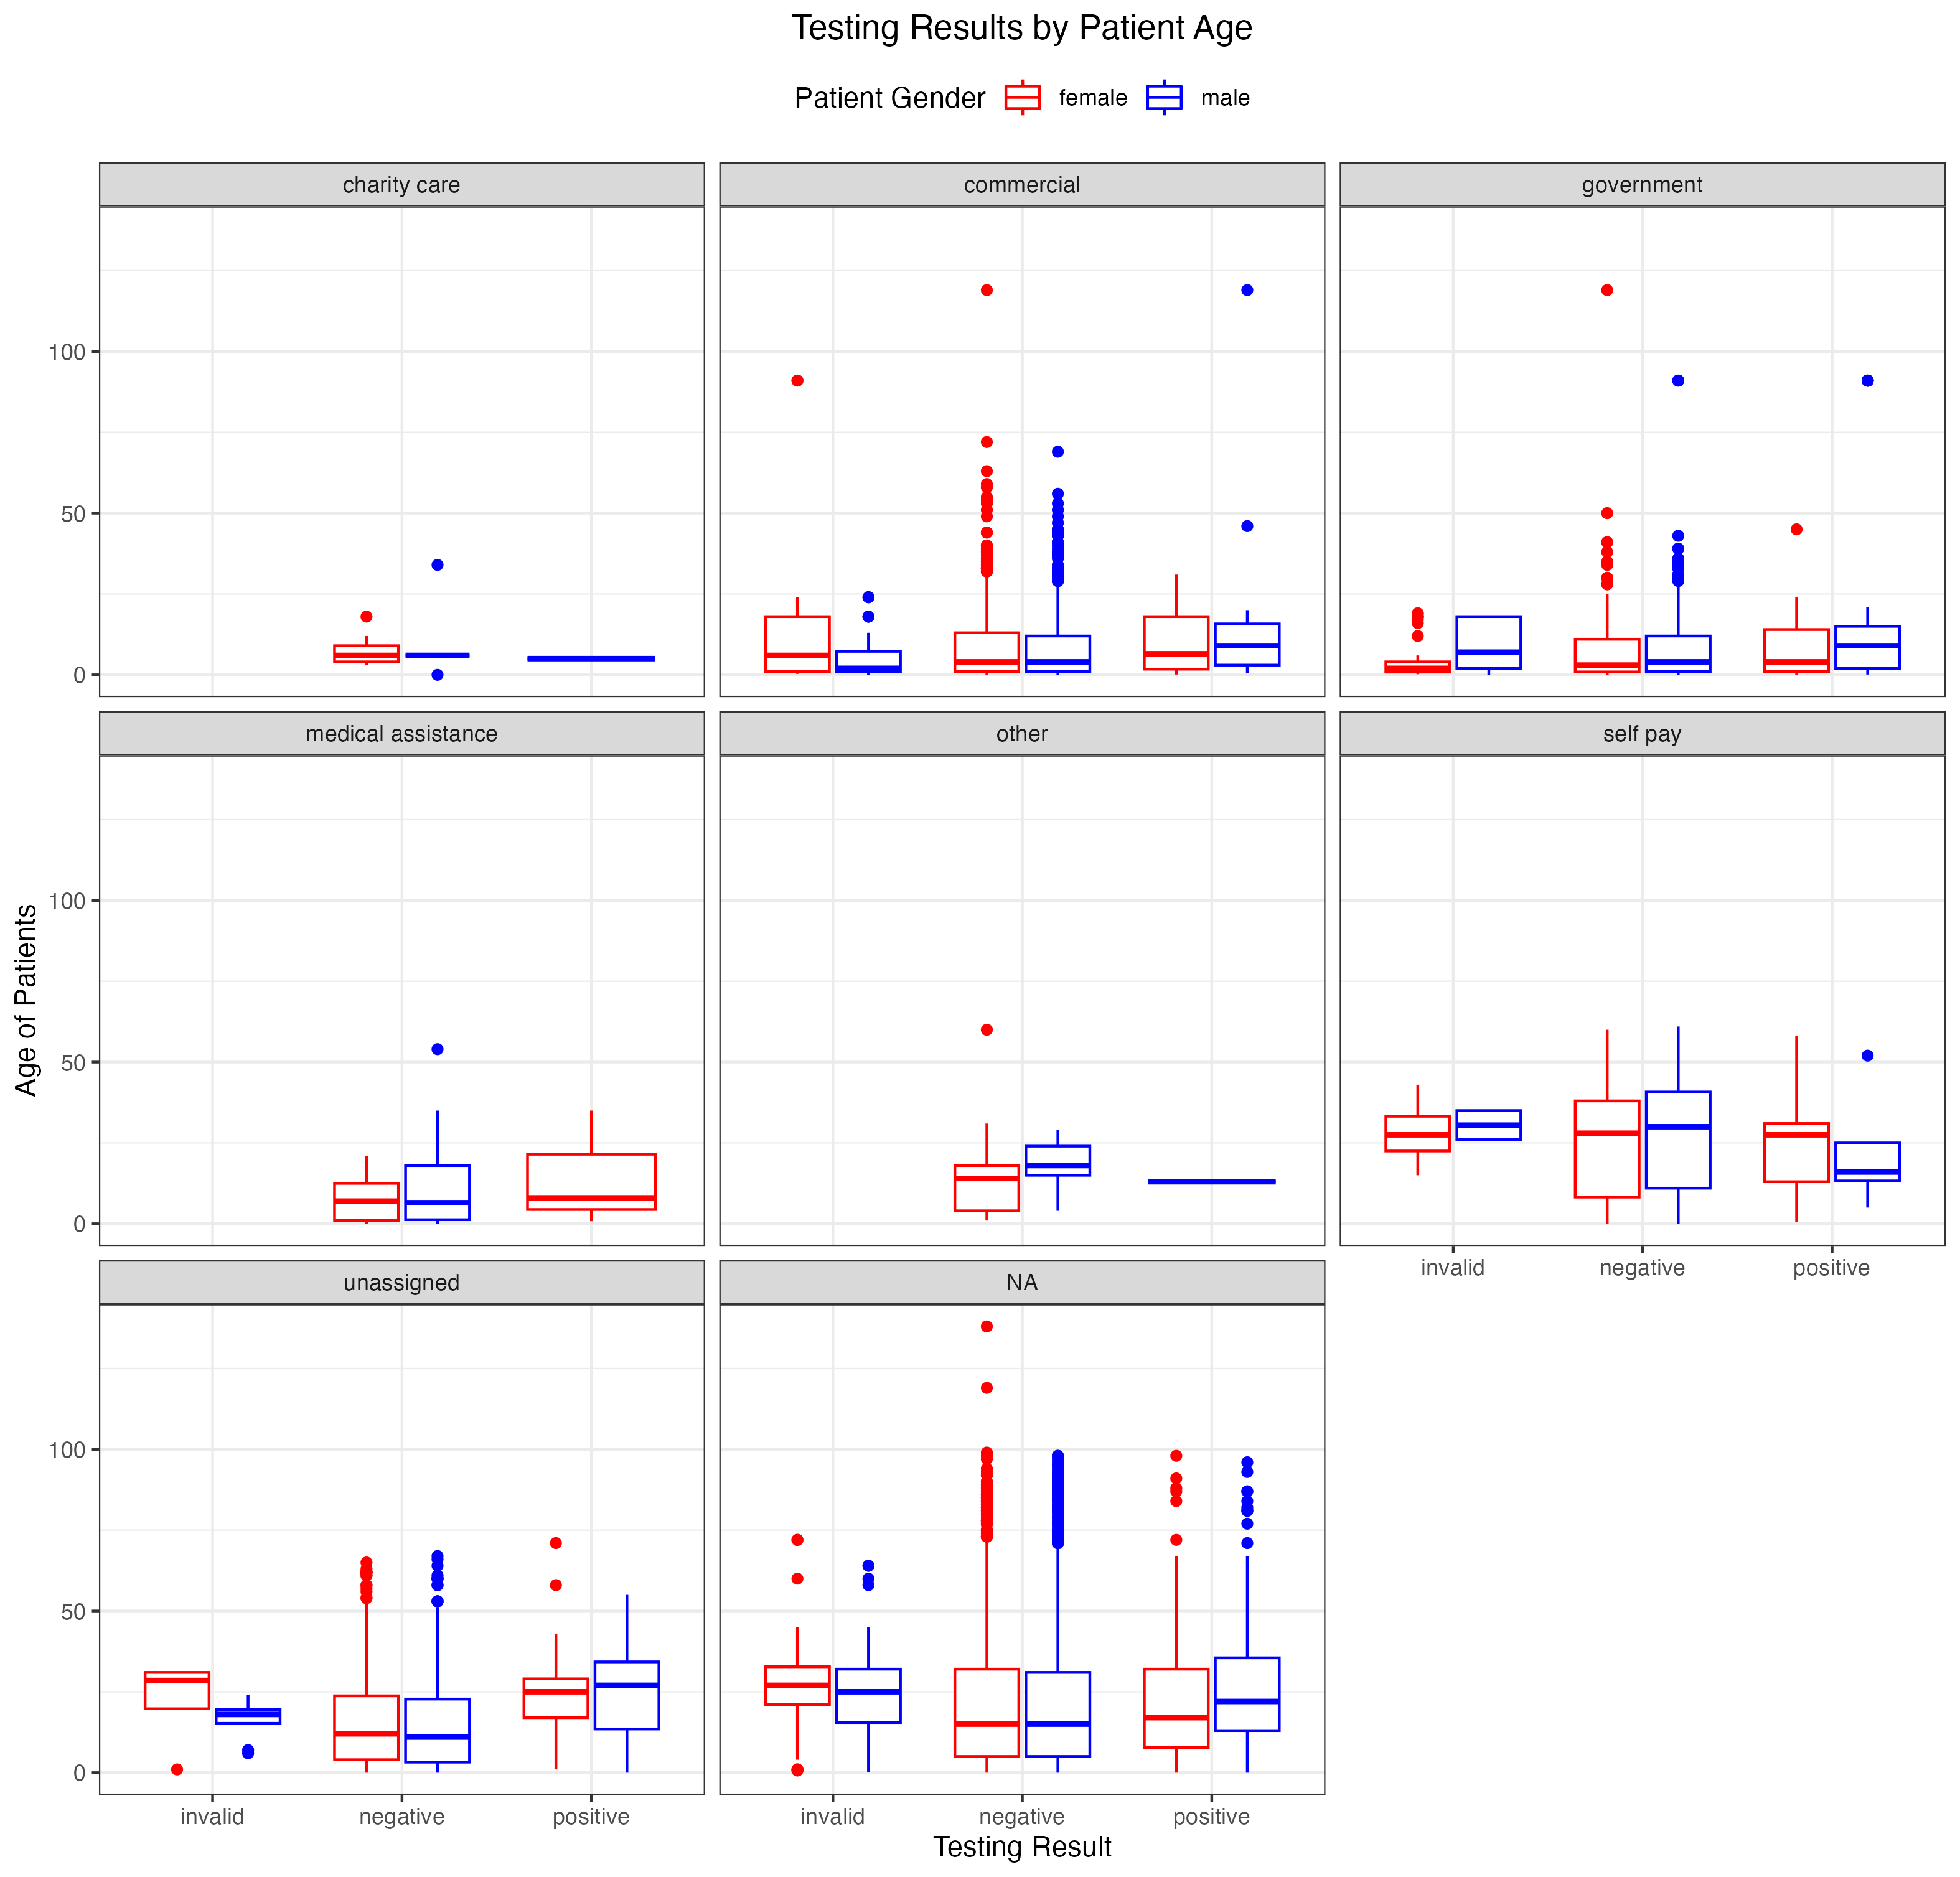 Testing Results by Patient Age
Patient Gender female male
charity care commercial government
100
50
0
medical assistance other self pay
100
50
0
invalid negative positive
unassigned NA
100
50
0
invalid negative positive invalid negative positive
Testing Result
Age of Patients